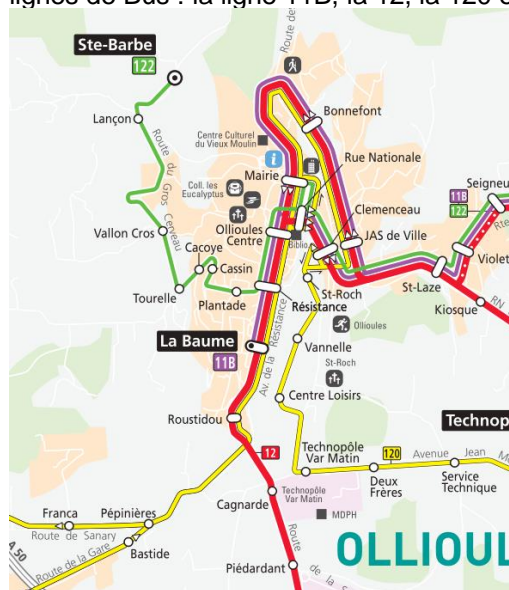 lignes de Bus : la ligne 11B, la 12, la 120 e
Ste-Barbe
122
Route des
Lançon
Bonnefont
Centre Culturel
du Vieux Moulin
Rue Nationale
Route du Gros Cerveau
Mairie
Coll. les
Eucalyptus
Clemenceau
Seigneu
11B
122
Rte
Vallon Cros
Ollioules
Centre
Biblio
JAS de Ville
Cacoye
Cassin
Violet
St-Laze
Tourelle
Plantade
St-Roch
Résistance
Kiosque
RN
Ollioules
Av. de la Résistance
La Baume
11B
Vannelle
St-Roch
Centre Loisirs
Roustidou
Technop
12
Technopôle
Var Matin
120
Avenue Jean M
Deux
Frères
Service
Technique
Cagnarde
Technopôle
Var Matin
Franca
Pépinières
MDPH
Route de Sanary
Bastide
OLLIOUL
A 50
Route de la Gare
Piédardant
Route
de la S